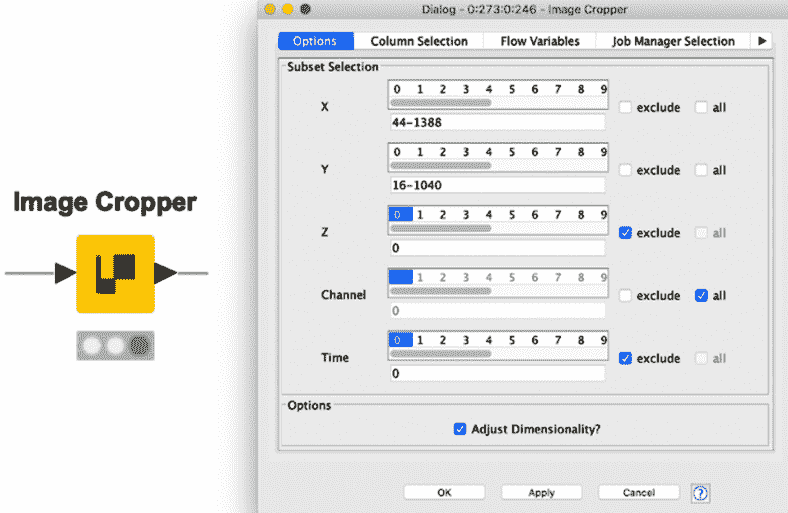 Dialog - 0:273:0:246 - Image Cropper
Options Column Selection Flow Variables Job Manager Selection
Subset Selection
0 1 2 3 4 5 6 7 8 9
X exclude all
44-1388
0 1 2 3 4 5 6 7 8 9
Y exclude all
16-1040
Image Cropper
0 1 2 3 4 5 6 7 8 9
Z exclude all
0
1 2 3 4 5 6 7 8 9
Channel exclude all
0
0 1 2 3 4 5 6 7 8 9
Time exclude all
0
Options
Adjust Dimensionality?
OK Apply Cancel ?